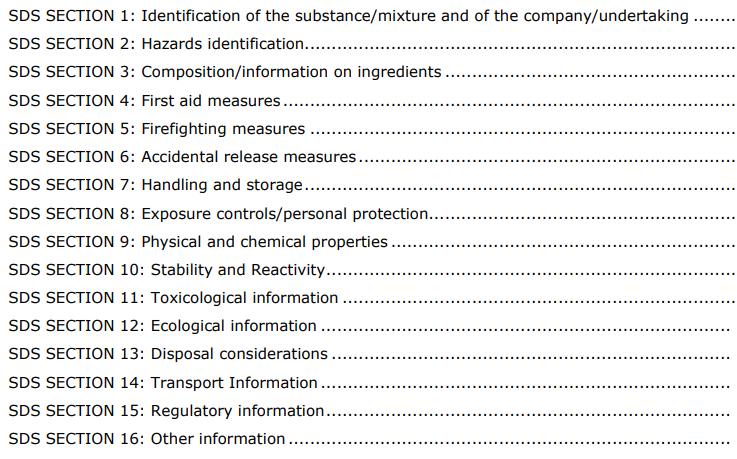 SDS SECTION 1: Identification of the substance/mixture and of the company/undertaking ........
SDS SECTION 2: Hazards identification................................................................................
SDS SECTION 3: Composition/information on ingredients .....................................................
SDS SECTION 4: First aid measures.....................................................................................
SDS SECTION 5: Firefighting measures ................................................................................
SDS SECTION 6: Accidental release measures......................................................................
SDS SECTION 7: Handling and storage................................................................................
SDS SECTION 8: Exposure controls/personal protection.........................................................
SDS SECTION 9: Physical and chemical properties ................................................................
SDS SECTION 10: Stability and Reactivity............................................................................
SDS SECTION 11: Toxicological information .........................................................................
SDS SECTION 12: Ecological information .............................................................................
SDS SECTION 13: Disposal considerations ...........................................................................
SDS SECTION 14: Transport Information .............................................................................
SDS SECTION 15: Regulatory information............................................................................
SDS SECTION 16: Other information ...................................................................................